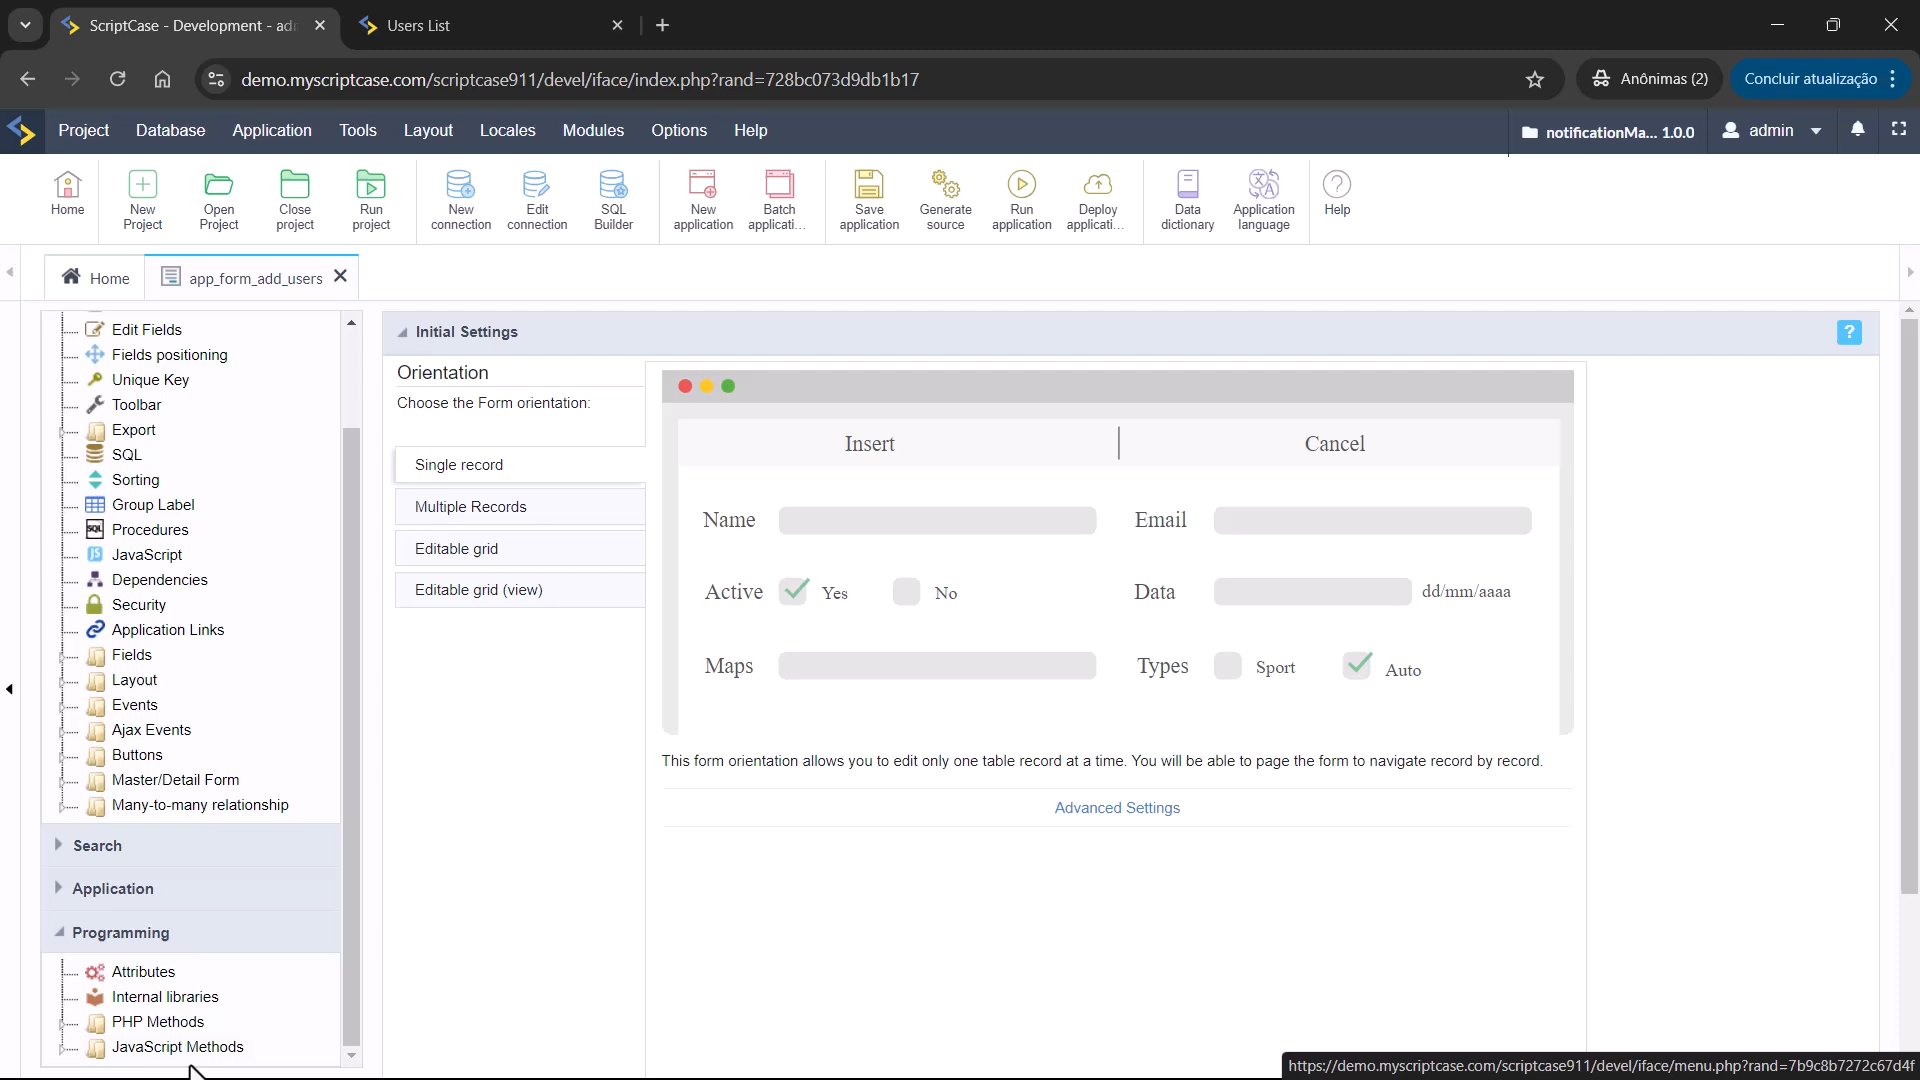 ScriptCase - Development - adr
Users List
demo.myscriptcase.com/scriptcase911/devel/iface/index.php?rand=728bc073d9db1b17
Anônimas (2)
Concluir atualização
Project Database Application Tools Layout Locales Modules Options Help
notificationMa... 1.0.0
admin
Home
New Project
Open Project
Close project
Run project
New connection
Edit connection
SQL Builder
New application
Batch applicati...
Save application
Generate source
Run application
Deploy applicati...
Data dictionary
Application language
Help
Home
app_form_add_users
Edit Fields
Fields positioning
Unique Key
Toolbar
Export
SQL
Sorting
Group Label
SQL Procedures
JS JavaScript
Dependencies
Security
Application Links
Fields
Layout
Events
Ajax Events
Buttons
Master/Detail Form
Many-to-many relationship
Search
Application
Programming
Attributes
Internal libraries
PHP Methods
JavaScript Methods
Initial Settings
?
Orientation
Choose the Form orientation:
Single record
Multiple Records
Editable grid
Editable grid (view)
Insert Cancel
Name Email
Active Yes No Data dd/mm/aaaa
Maps Types Sport Auto
This form orientation allows you to edit only one table record at a time. You will be able to page the form to navigate record by record.
Advanced Settings
https://demo.myscriptcase.com/scriptcase911/devel/iface/menu.php?rand=7b9c8b7272c67d4f